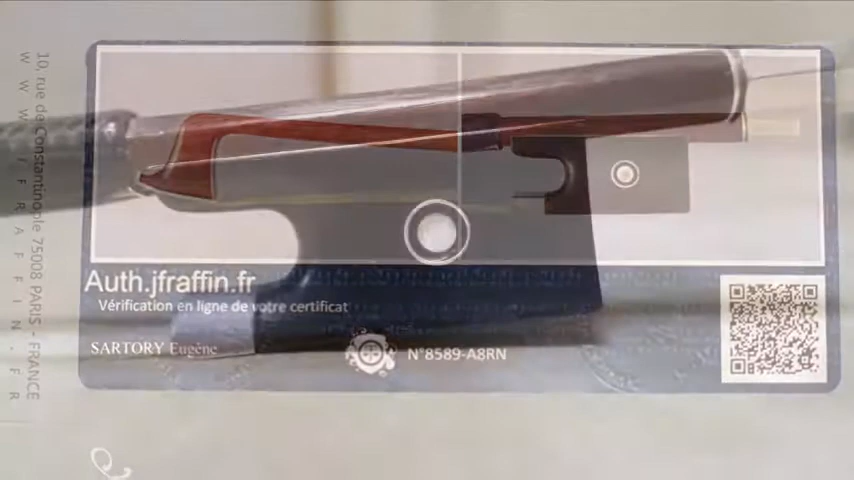 10, rue de Constantinople 75008 PARIS - FRANCE
Auth.jfraffin.fr
Vérification en ligne de votre certificat
SARTORY Eugène
N°8589-A8RN